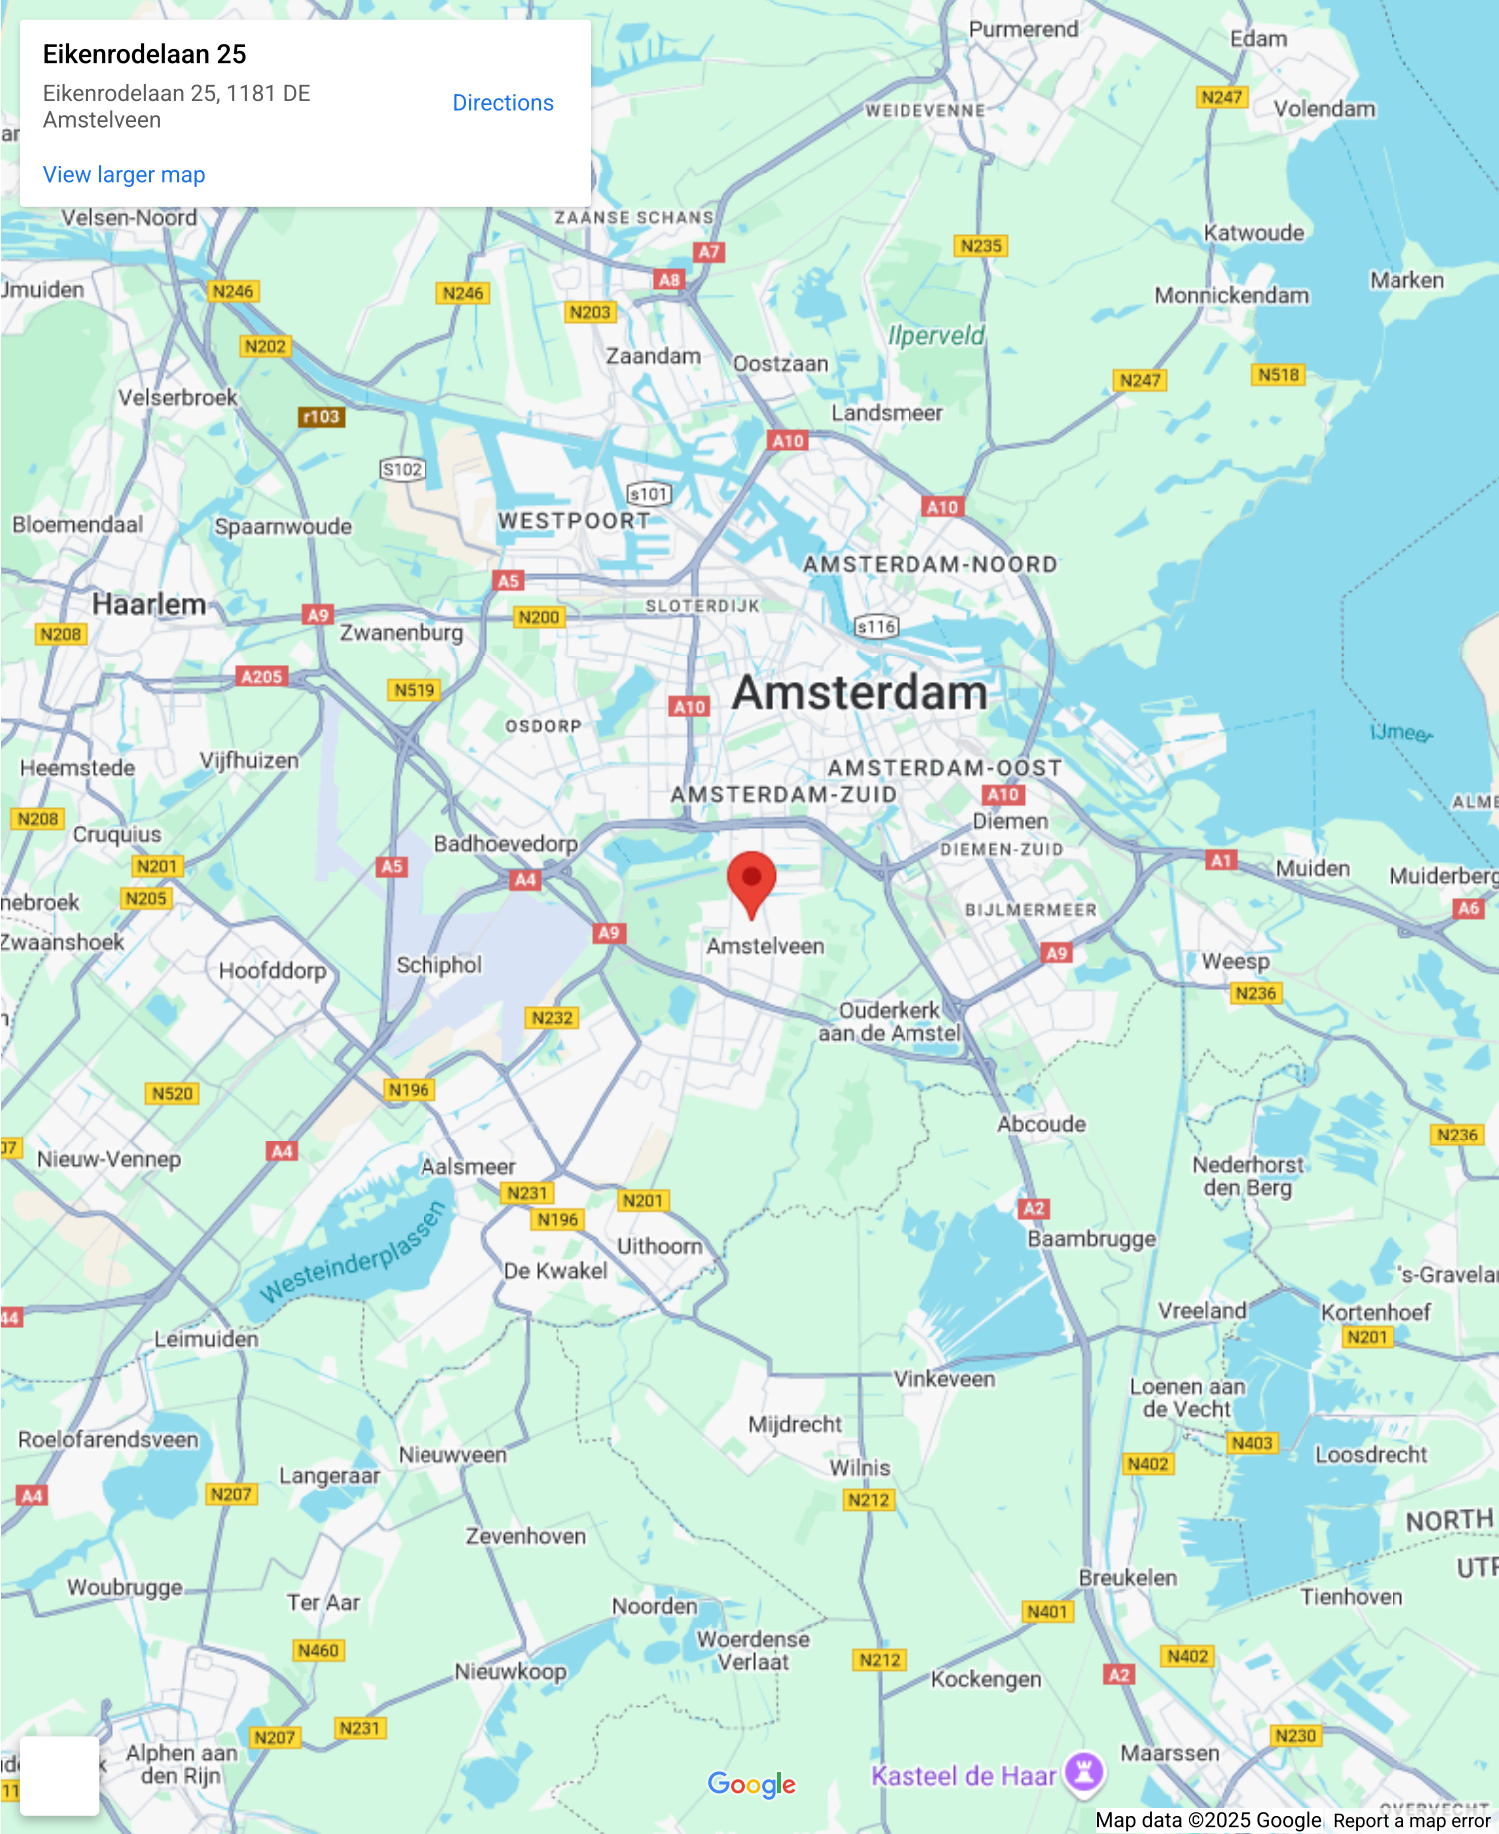 Eikenrodelaan 25
Eikenrodelaan 25, 1181 DE
Amstelveen
Directions
View larger map
Purmerend
Edam
N247
Volendam
WEIDEVENNE
Velsen-Noord
ZAANSE SCHANS
A7
N235
Katwoude
A8
Marken
IJmuiden
N246
N246
N203
Monnickendam
Ilperveld
N202
Zaandam
Oostzaan
N247
N518
Velserbroek
r103
Landsmeer
A10
S102
s101
A10
Bloemendaal
Spaarnwoude
WESTPOORT
AMSTERDAM-NOORD
A5
Haarlem
A9
N200
SLOTERDIJK
s116
N208
Zwanenburg
A205
N519
A10
Amsterdam
OSDORP
IJmeer
Heemstede
Vijfhuizen
AMSTERDAM-OOST
AMSTERDAM-ZUID
A10
ALME
N208
Cruquius
Diemen
Badhoevedorp
DIEMEN-ZUID
N201
A5
A4
A1
Muiden
Muiderberg
N205
nebroek
BIJLMERMEER
A6
Zwaanshoek
A9
Amstelveen
A9
Hoofddorp
Schiphol
Weesp
N236
N232
Ouderkerk
aan de Amstel
N520
N196
Abcoude
N236
07
Nieuw-Vennep
A4
Aalsmeer
Nederhorst
den Berg
N231
N201
N196
A2
Westeinderplassen
Uithoorn
Baambrugge
De Kwakel
's-Gravelan
44
Leimuiden
Vreeland
Kortenhoef
N201
Vinkeveen
Loenen aan
de Vecht
Mijdrecht
Roelofarendsveen
Nieuwveen
N403
Loosdrecht
Langeraar
Wilnis
N402
A4
N207
N212
NORTH
Zevenhoven
UTR
Woubrugge
Breukelen
Ter Aar
Noorden
Tienhoven
N401
N460
Woerdense
Verlaat
N402
Nieuwkoop
N212
Kockengen
A2
N207
N231
N230
Alphen aan
den Rijn
Maarssen
Kasteel de Haar
11
Google
OVERVECHT
Map data ©2025 Google
Report a map error